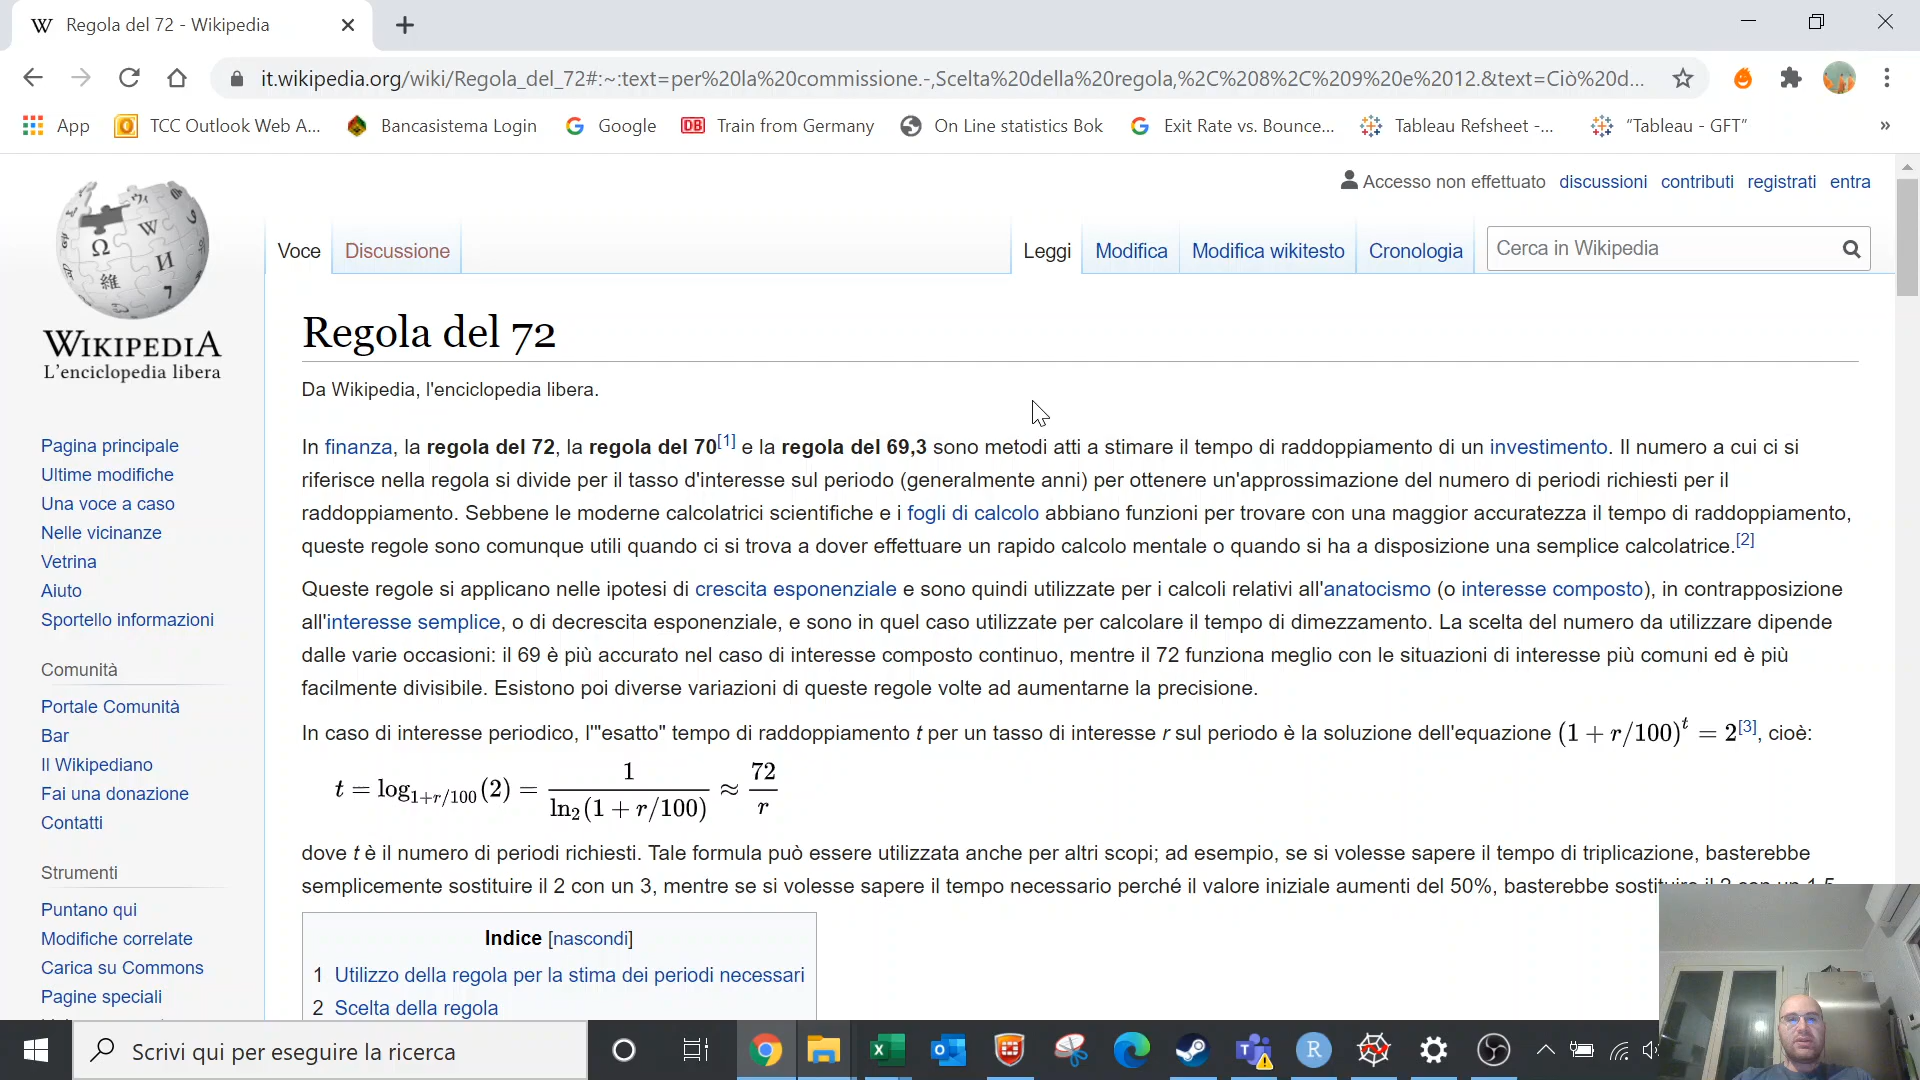 Regola del 72 - Wikipedia
it.wikipedia.org/wiki/Regola_del_72#:~:text=per%20la%20commissione.-,Scelta%20della%20regola,%2C%208%2C%209%20e%2012.&text=Ciò%20d...
App TCC Outlook Web A... Bancasistema Login Google Train from Germany On Line statistics Bok Exit Rate vs. Bounce... Tableau Refsheet -... "Tableau - GFT" »
Accesso non effettuato discussioni contributi registrati entra
Voce Discussione Leggi Modifica Modifica wikitesto Cronologia Cerca in Wikipedia
WIKIPEDIA
L'enciclopedia libera
Regola del 72
Da Wikipedia, l'enciclopedia libera.
In finanza, la regola del 72, la regola del 70[1] e la regola del 69,3 sono metodi atti a stimare il tempo di raddoppiamento di un investimento. Il numero a cui ci si
riferisce nella regola si divide per il tasso d'interesse sul periodo (generalmente anni) per ottenere un'approssimazione del numero di periodi richiesti per il
raddoppiamento. Sebbene le moderne calcolatrici scientifiche e i fogli di calcolo abbiano funzioni per trovare con una maggior accuratezza il tempo di raddoppiamento,
queste regole sono comunque utili quando ci si trova a dover effettuare un rapido calcolo mentale o quando si ha a disposizione una semplice calcolatrice.[2]
Queste regole si applicano nelle ipotesi di crescita esponenziale e sono quindi utilizzate per i calcoli relativi all'anatocismo (o interesse composto), in contrapposizione
all'interesse semplice, o di decrescita esponenziale, e sono in quel caso utilizzate per calcolare il tempo di dimezzamento. La scelta del numero da utilizzare dipende
dalle varie occasioni: il 69 è più accurato nel caso di interesse composto continuo, mentre il 72 funziona meglio con le situazioni di interesse più comuni ed è più
facilmente divisibile. Esistono poi diverse variazioni di queste regole volte ad aumentarne la precisione.
In caso di interesse periodico, l'"esatto" tempo di raddoppiamento t per un tasso di interesse r sul periodo è la soluzione dell'equazione (1 + r/100)^t = 2[3], cioè:
t = log_{1+r/100}(2) = 1 / ln_2(1 + r/100) ≈ 72 / r
dove t è il numero di periodi richiesti. Tale formula può essere utilizzata anche per altri scopi; ad esempio, se si volesse sapere il tempo di triplicazione, basterebbe
semplicemente sostituire il 2 con un 3, mentre se si volesse sapere il tempo necessario perché il valore iniziale aumenti del 50%, basterebbe sostituire il 2 con un 1,5
Indice [nascondi]
1 Utilizzo della regola per la stima dei periodi necessari
2 Scelta della regola
Pagina principale
Ultime modifiche
Una voce a caso
Nelle vicinanze
Vetrina
Aiuto
Sportello informazioni
Comunità
Portale Comunità
Bar
Il Wikipediano
Fai una donazione
Contatti
Strumenti
Puntano qui
Modifiche correlate
Carica su Commons
Pagine speciali
Scrivi qui per eseguire la ricerca